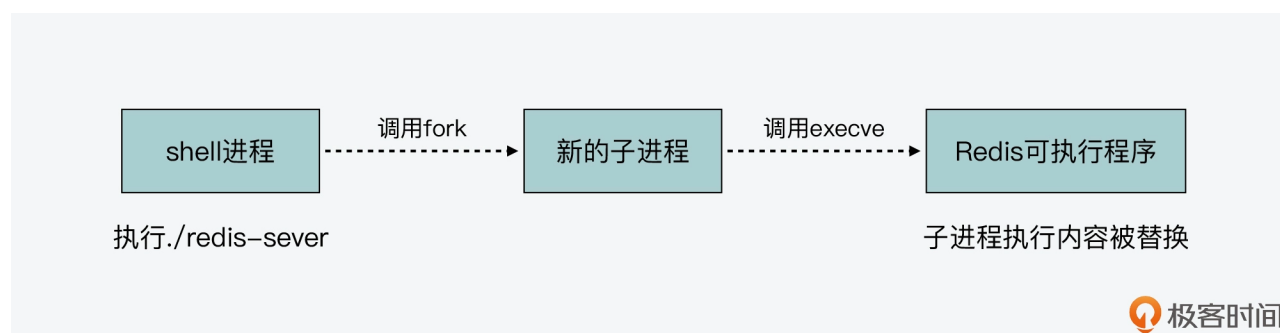 调用fork
调用execve
shell进程
新的子进程
Redis可执行程序
执行./redis-sever
子进程执行内容被替换
极客时间